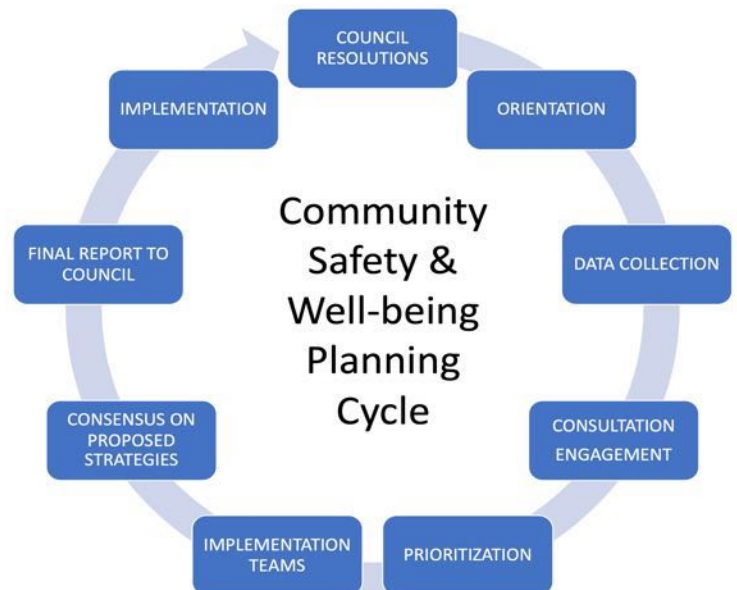 COUNCIL
RESOLUTIONS
ORIENTATION
DATA COLLECTION
CONSULTATION
ENGAGEMENT
PRIORITIZATION
IMPLEMENTATION
TEAMS
CONSENSUS ON
PROPOSED
STRATEGIES
FINAL REPORT TO
COUNCIL
IMPLEMENTATION
Community
Safety &
Well-being
Planning
Cycle